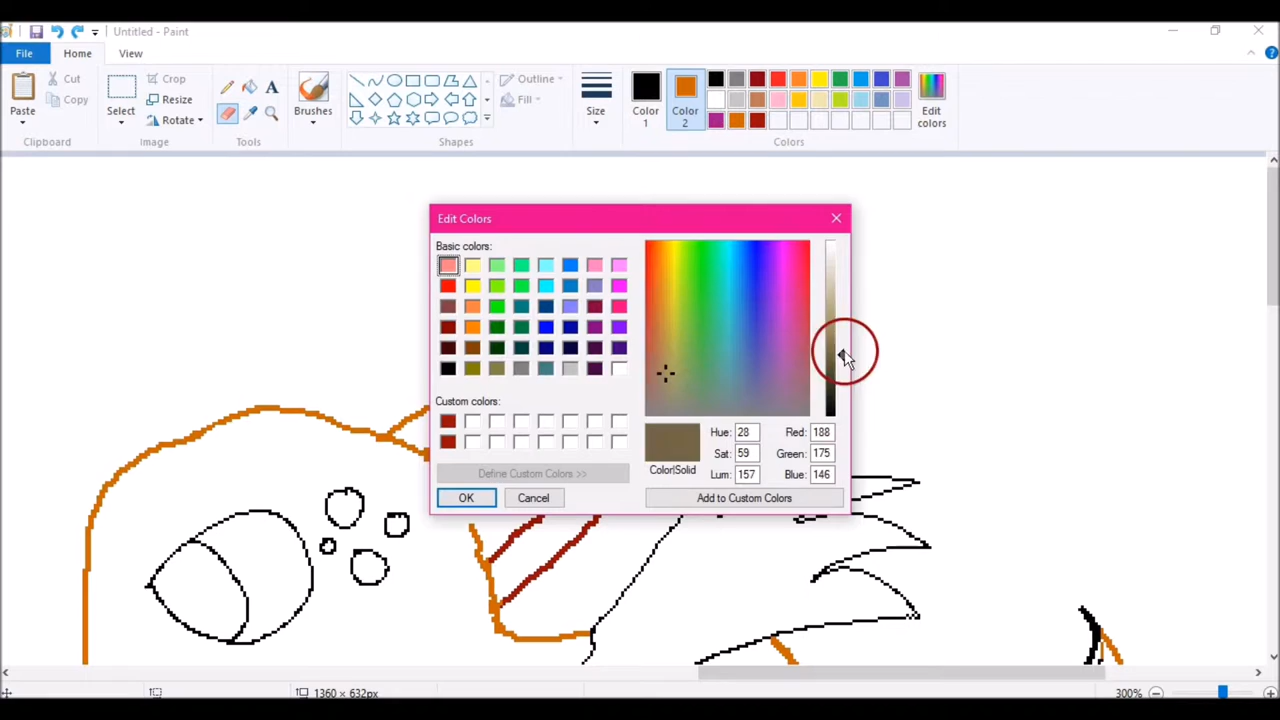 Untitled - Paint
File
Home
View
Paste
Cut
Copy
Clipboard
Select
Crop
Resize
Rotate
Image
A
Tools
Brushes
Outline
Fill
Shapes
Size
Color
1
Color
2
Edit
colors
Colors
Edit Colors
Basic colors:
Custom colors:
Define Custom Colors >>
OK
Cancel
Color|Solid
Hue: 28
Sat: 59
Lum: 157
Red: 188
Green: 175
Blue: 146
Add to Custom Colors
1360 × 632px
300%